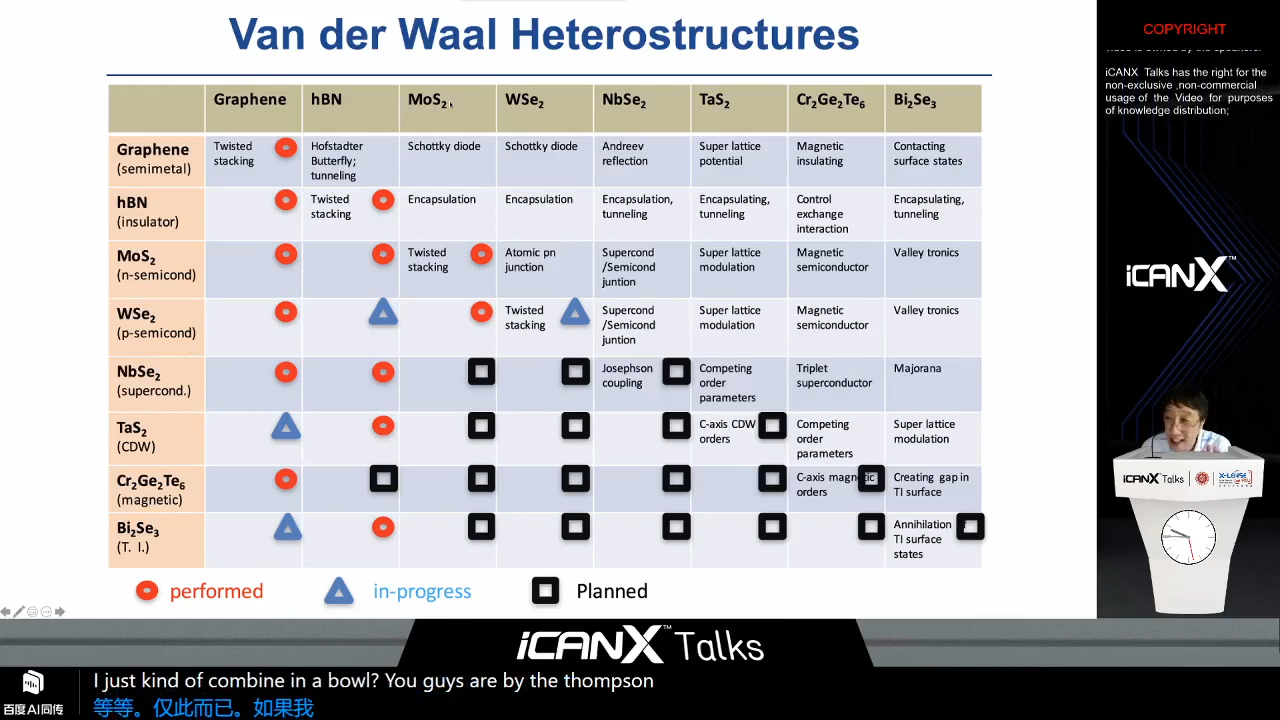 Van der Waal Heterostructures
Graphene hBN MoS₂ WSe₂ NbSe₂ TaS₂ Cr₂Ge₂Te₆ Bi₂Se₃
Graphene
(semimetal)
Twisted
stacking
Hofstadter
Butterfly;
tunneling
Schottky diode
Schottky diode
Andreev
reflection
Super lattice
potential
Magnetic
insulating
Contacting
surface states
hBN
(insulator)
Twisted
stacking
Encapsulation
Encapsulation
Encapsulation,
tunneling
Encapsulating,
tunneling
Control
exchange
interaction
Encapsulating,
tunneling
MoS₂
(n-semicond)
Twisted
stacking
Atomic pn
junction
Supercond
/Semicond
juntion
Super lattice
modulation
Magnetic
semiconductor
Valley tronics
WSe₂
(p-semicond)
Twisted
stacking
Supercond
/Semicond
juntion
Super lattice
modulation
Magnetic
semiconductor
Valley tronics
NbSe₂
(supercond.)
Josephson
coupling
Competing
order
parameters
Triplet
superconductor
Majorana
TaS₂
(CDW)
C-axis CDW
orders
Competing
order
parameters
Super lattice
modulation
Cr₂Ge₂Te₆
(magnetic)
C-axis magnetic
orders
Creating gap in
TI surface
Bi₂Se₃
(T. I.)
Annihilation
TI surface
states
performed in-progress Planned
COPYRIGHT
iCANX Talks has the right for the
non-exclusive ,non-commercial
usage of the Video for purposes
of knowledge distribution;
iCANX™
iCANX Talks
iCANX™ Talks
百度AI同传
I just kind of combine in a bowl? You guys are by the thompson
等等。仅此而已。如果我